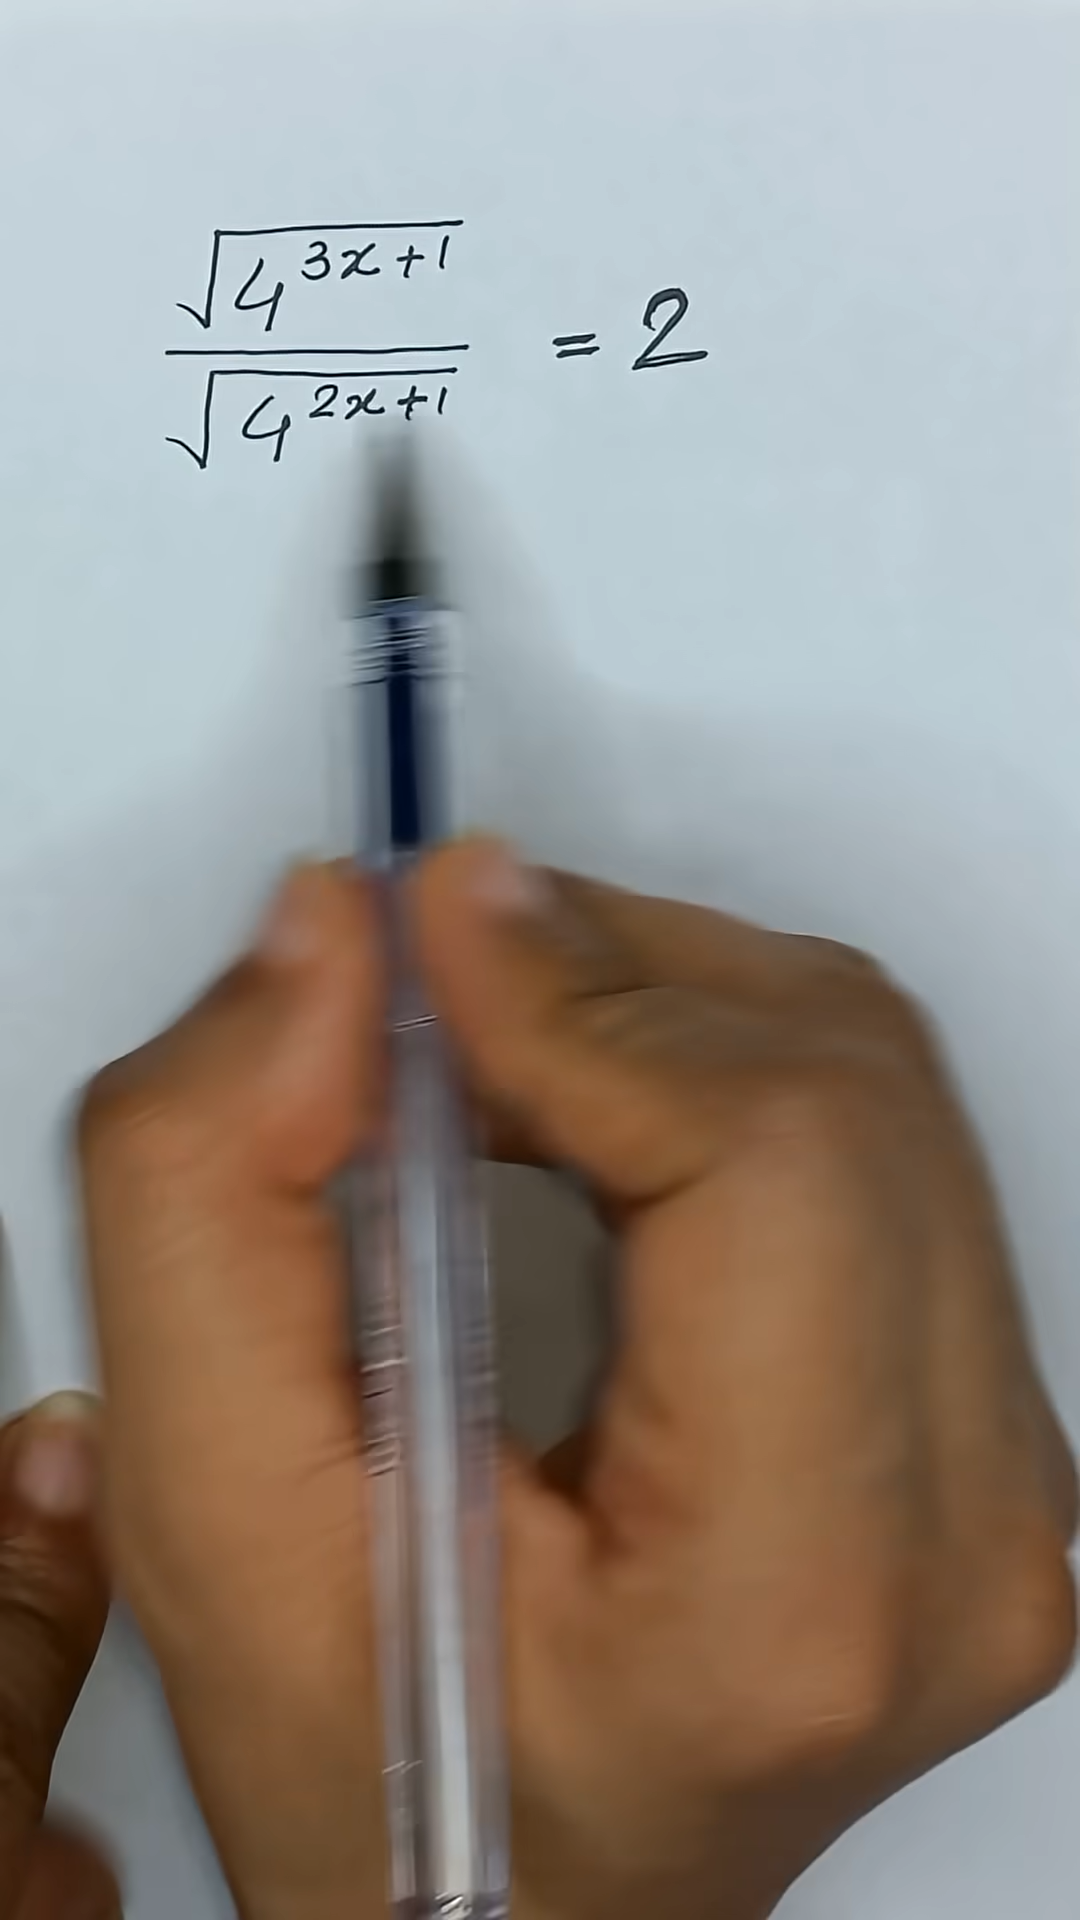 √4^{3x+1} / √4^{2x+1} = 2